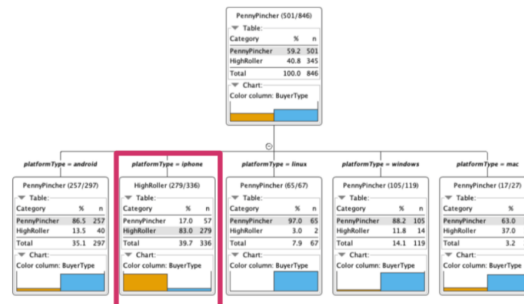 PennyPincher (501/846)
Table:
Category % n
PennyPincher 59.2 501
HighRoller 40.8 345
Total 100.0 846
Chart:
Color column: BuyerType
platformType = android
PennyPincher (257/297)
Table:
Category % n
PennyPincher 86.5 257
HighRoller 13.5 40
Total 35.1 297
Chart:
Color column: BuyerType
platformType = iphone
HighRoller (279/336)
Table:
Category % n
PennyPincher 17.0 57
HighRoller 83.0 279
Total 39.7 336
Chart:
Color column: BuyerType
platformType = linux
PennyPincher (65/67)
Table:
Category % n
PennyPincher 97.0 65
HighRoller 3.0 2
Total 7.9 67
Chart:
Color column: BuyerType
platformType = windows
PennyPincher (105/119)
Table:
Category % n
PennyPincher 88.2 105
HighRoller 11.8 14
Total 14.1 119
Chart:
Color column: BuyerType
platformType = mac
PennyPincher (17/27)
Table:
Category %
PennyPincher 63.0
HighRoller 37.0
Total 3.2
Chart:
Color column: BuyerType